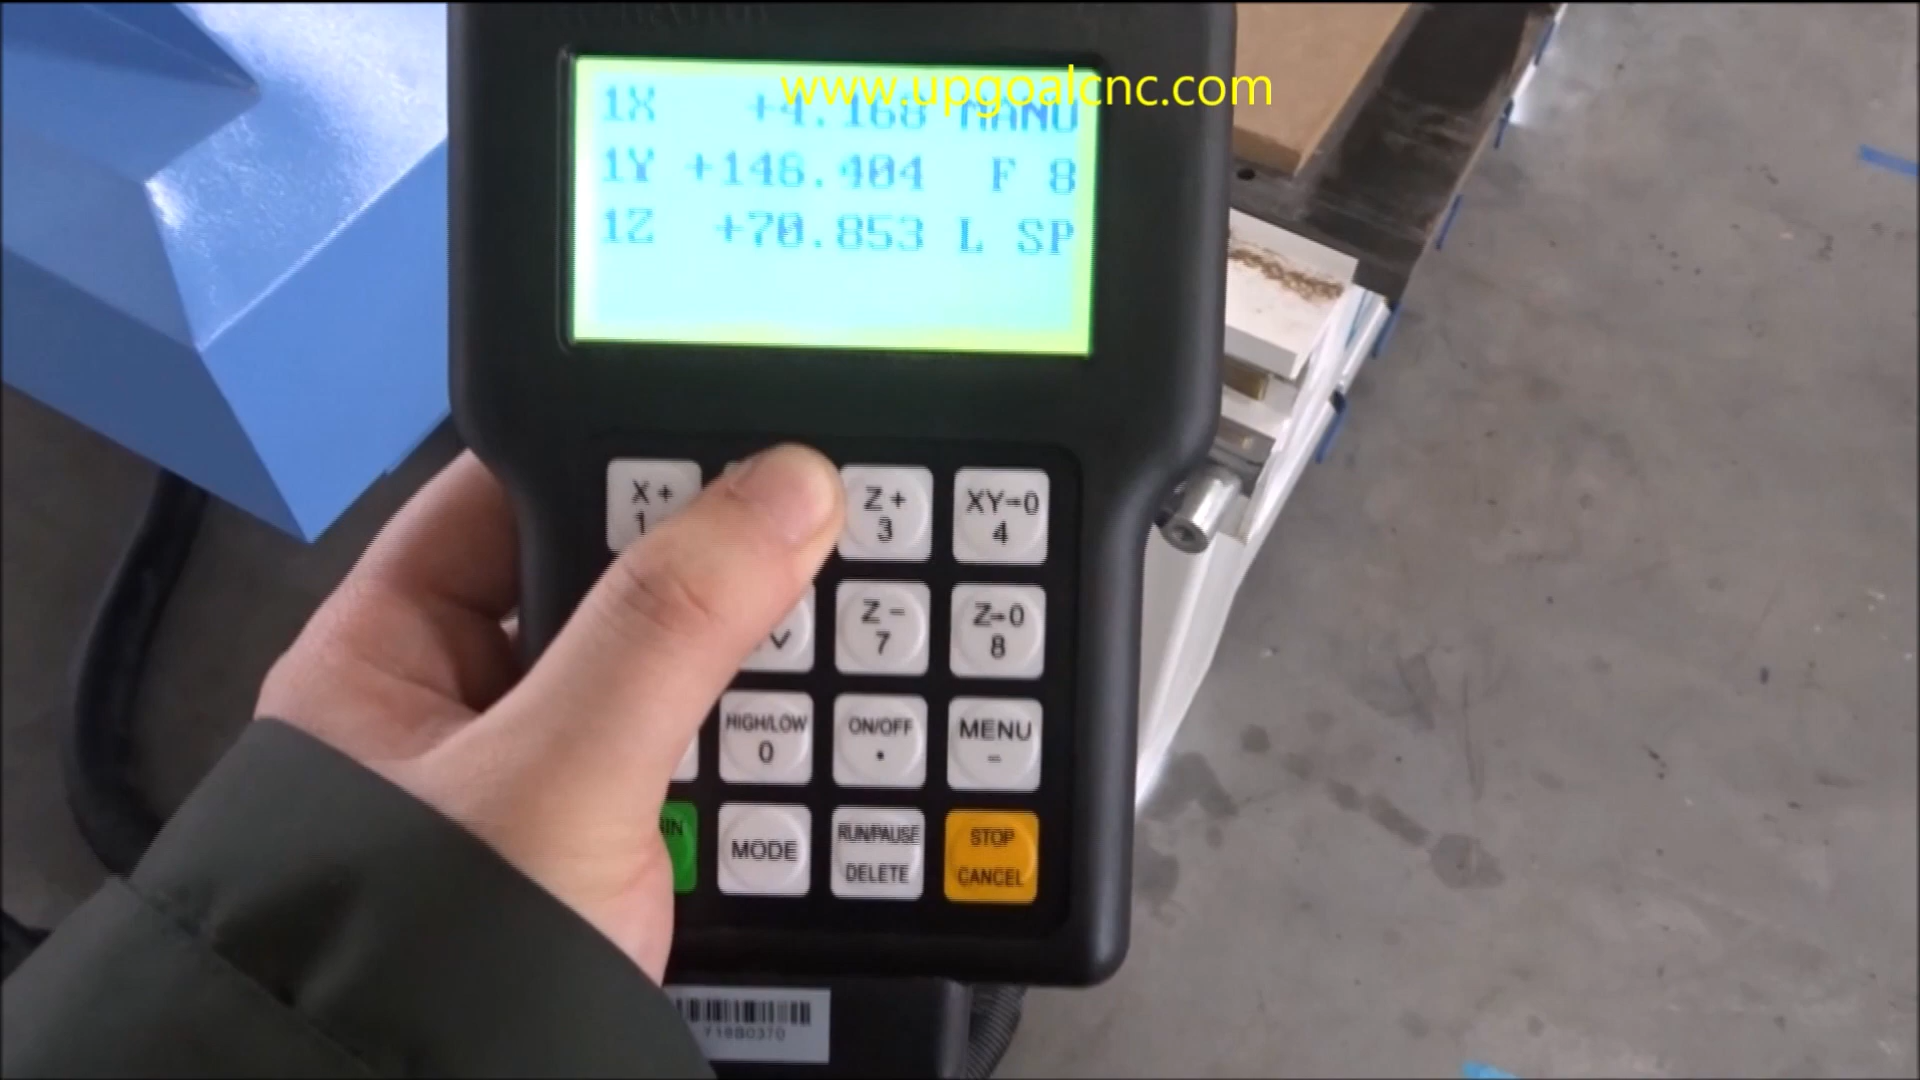 www.upgoalcnc.com
1X +4.168 MANU
1Y +148.404 F 8
1Z +70.853 L SP
X+ Z+ XY→0
1 3 4
Z− Z→0
7 8
HIGH/LOW ON/OFF MENU
0 • −
MODE RUN/PAUSE STOP
DELETE CANCEL